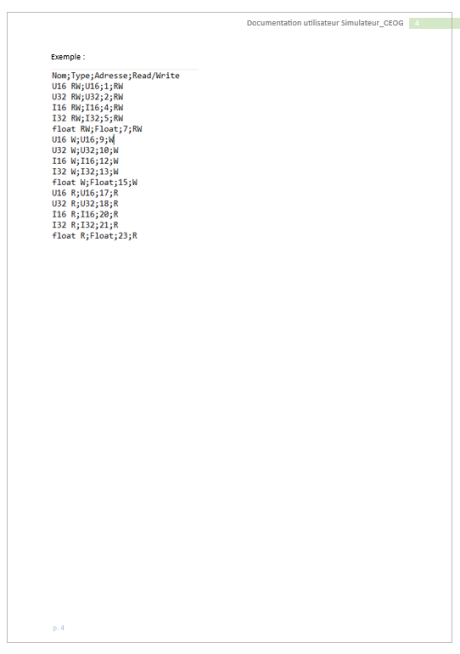 Documentation utilisateur Simulateur_CEOG 4
Exemple :
Nom;Type;Adresse;Read/Write
U16 RW;U16;1;RW
U32 RW;U32;2;RW
I16 RW;I16;4;RW
I32 RW;I32;5;RW
float RW;Float;7;RW
U16 W;U16;9;W
U32 W;U32;10;W
I16 W;I16;12;W
I32 W;I32;13;W
float W;Float;15;W
U16 R;U16;17;R
U32 R;U32;18;R
I16 R;I16;20;R
I32 R;I32;21;R
float R;Float;23;R
p. 4